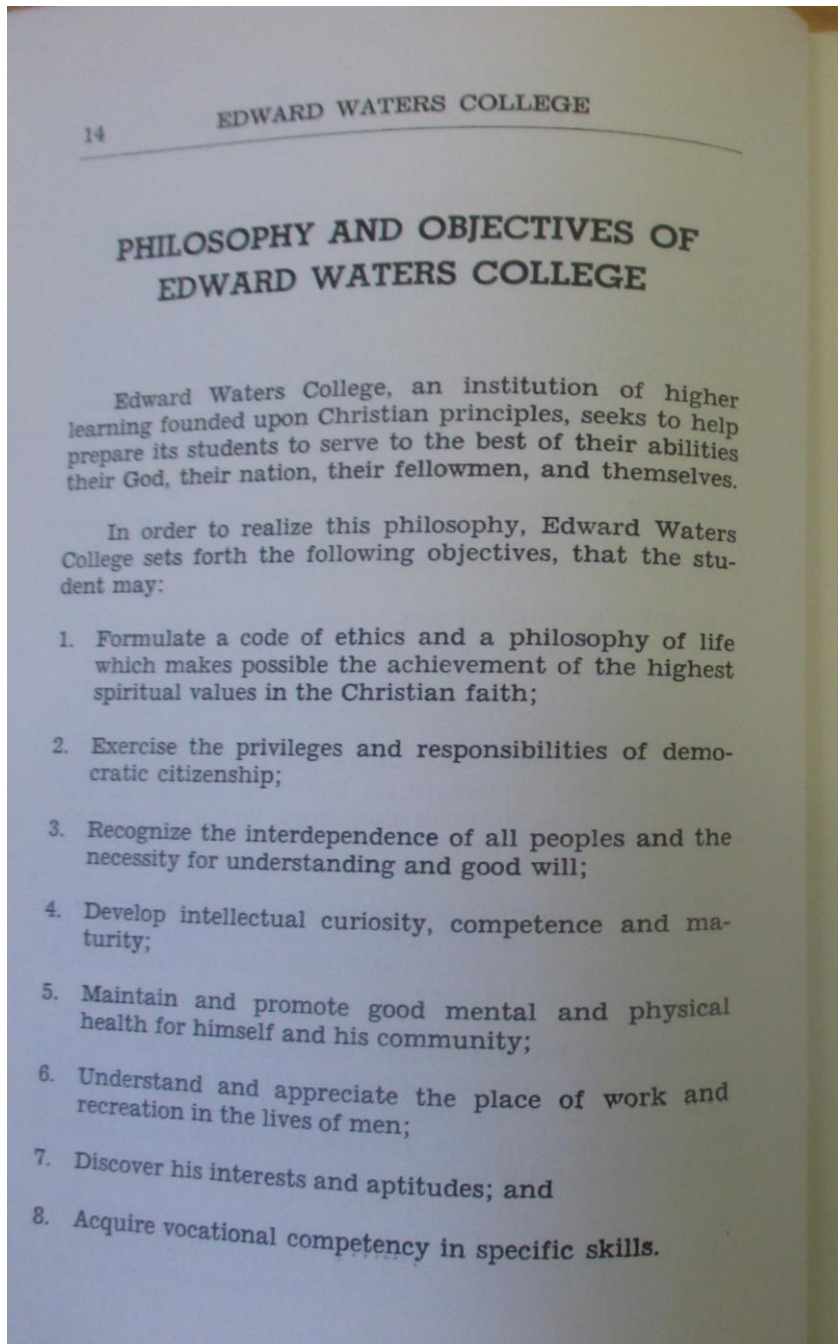 14
EDWARD WATERS COLLEGE
PHILOSOPHY AND OBJECTIVES OF
EDWARD WATERS COLLEGE
Edward Waters College, an institution of higher
learning founded upon Christian principles, seeks to help
prepare its students to serve to the best of their abilities
their God, their nation, their fellowmen, and themselves.
In order to realize this philosophy, Edward Waters
College sets forth the following objectives, that the stu-
dent may:
1. Formulate a code of ethics and a philosophy of life
which makes possible the achievement of the highest
spiritual values in the Christian faith;
2. Exercise the privileges and responsibilities of demo-
cratic citizenship;
3. Recognize the interdependence of all peoples and the
necessity for understanding and good will;
4. Develop intellectual curiosity, competence and ma-
turity;
5. Maintain and promote good mental and physical
health for himself and his community;
6. Understand and appreciate the place of work and
recreation in the lives of men;
7. Discover his interests and aptitudes; and
8. Acquire vocational competency in specific skills.